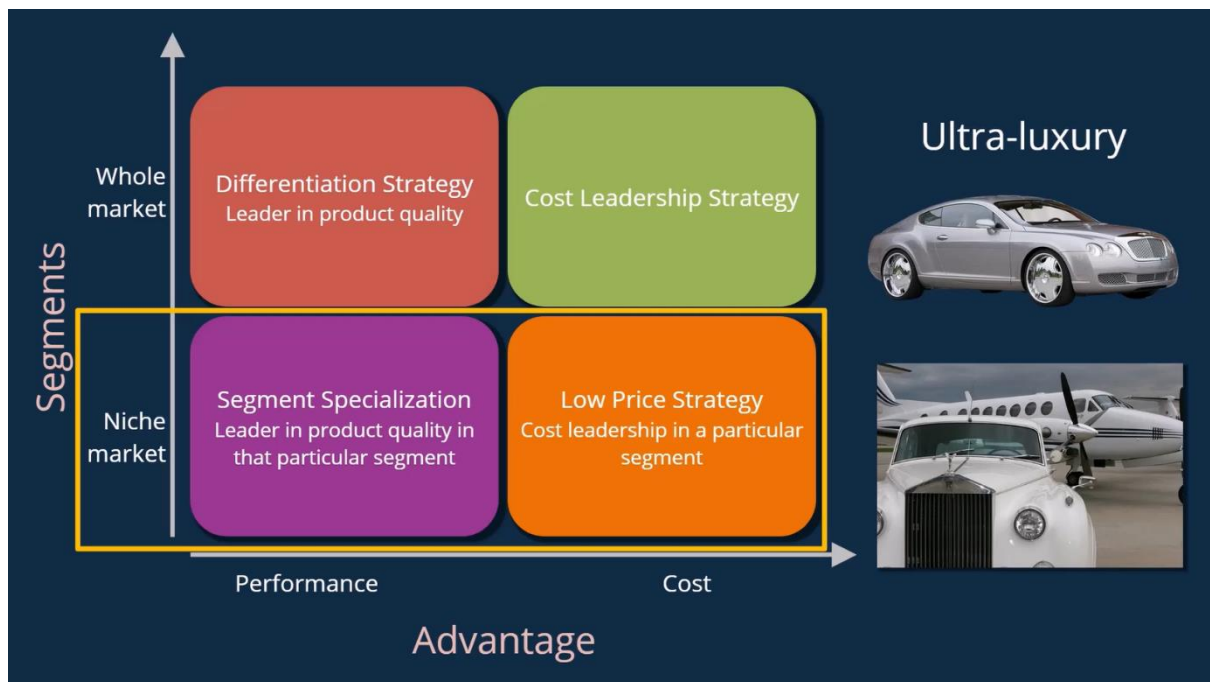 Ultra-luxury
Segments
Whole
market
Differentiation Strategy
Leader in product quality
Cost Leadership Strategy
Niche
market
Segment Specialization
Leader in product quality in
that particular segment
Low Price Strategy
Cost leadership in a particular
segment
Performance
Cost
Advantage